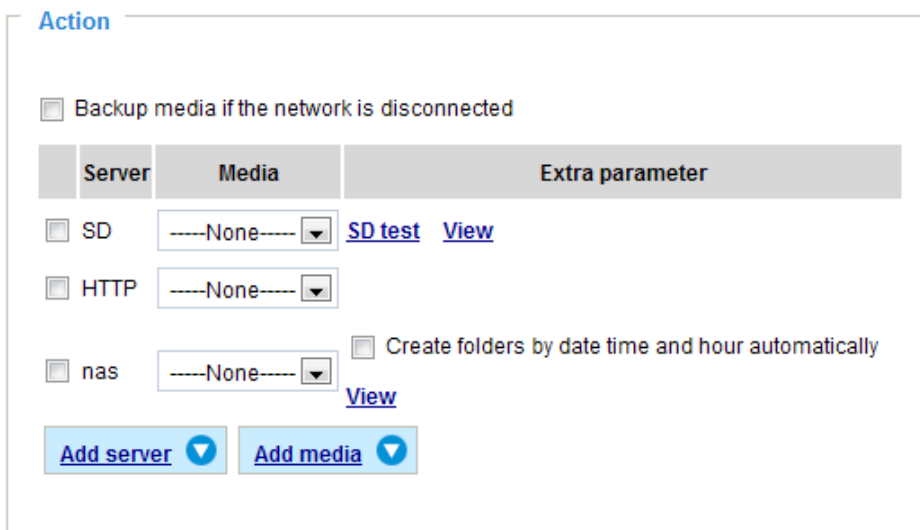 Action
Backup media if the network is disconnected
Server Media Extra parameter
SD -----None----- SD test View
HTTP -----None-----
nas -----None----- Create folders by date time and hour automatically
View
Add server Add media